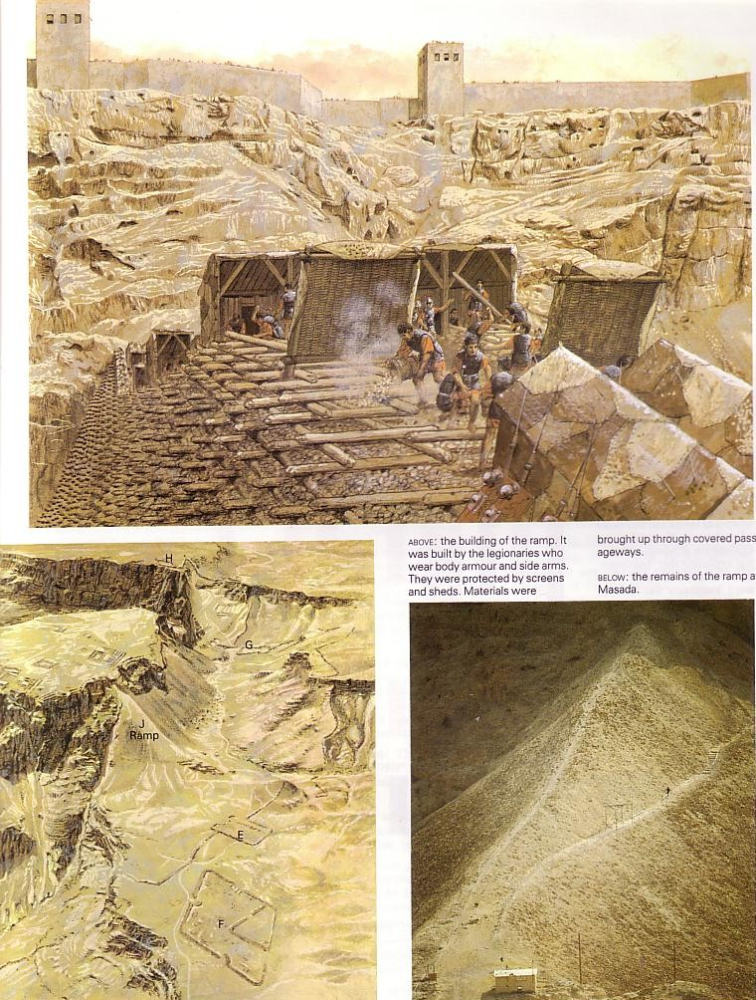 ABOVE: the building of the ramp. It
was built by the legionaries who
wear body armour and side arms.
They were protected by screens
and sheds. Materials were
brought up through covered pass
ageways.
BELOW: the remains of the ramp a
Masada.
H
G
J
Ramp
E
F